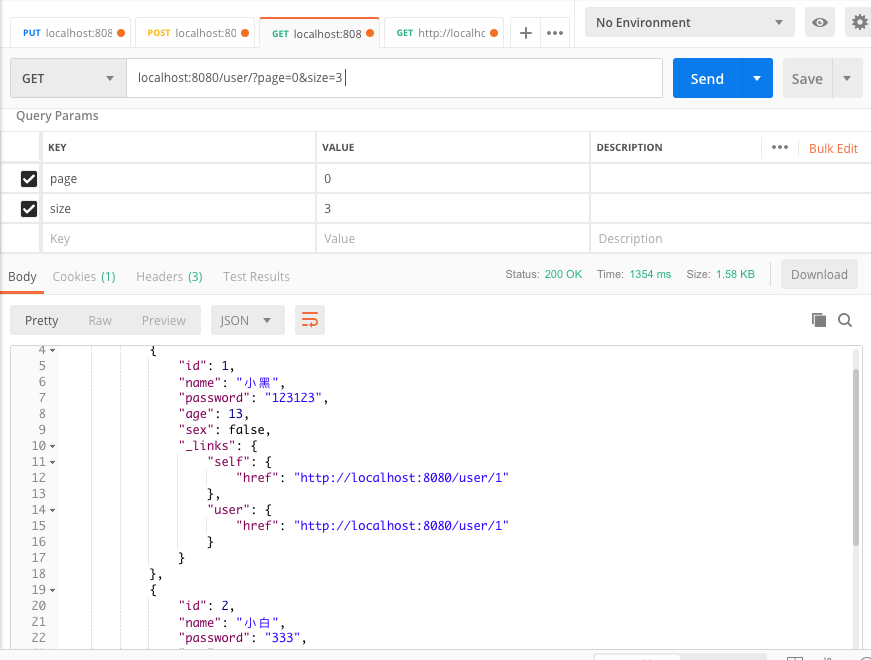 PUT localhost:808 POST localhost:80 GET localhost:808 GET http://localhc + ••• No Environment
GET localhost:8080/user/?page=0&size=3 Send Save
Query Params
KEY VALUE DESCRIPTION ••• Bulk Edit
page 0
size 3
Key Value Description
Body Cookies (1) Headers (3) Test Results Status: 200 OK Time: 1354 ms Size: 1.58 KB Download
Pretty Raw Preview JSON
4 {
5 "id": 1,
6 "name": "小黑",
7 "password": "123123",
8 "age": 13,
9 "sex": false,
10 "_links": {
11 "self": {
12 "href": "http://localhost:8080/user/1"
13 },
14 "user": {
15 "href": "http://localhost:8080/user/1"
16 }
17 }
18 },
19 {
20 "id": 2,
21 "name": "小白",
22 "password": "333",